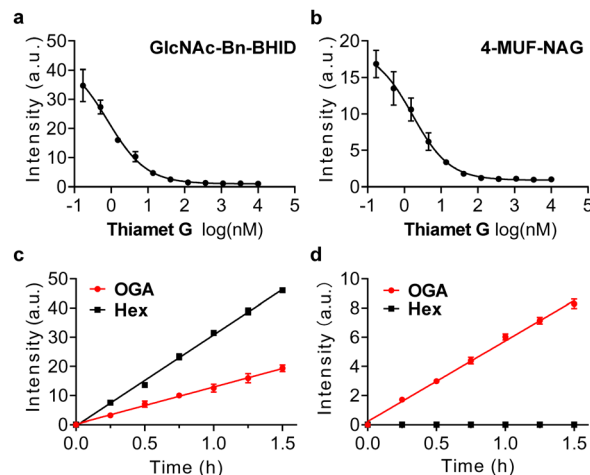 a
GlcNAc-Bn-BHID
Intensity (a.u.)
50
40
30
20
10
0
-1 0 1 2 3 4 5
Thiamet G log(nM)
b
4-MUF-NAG
Intensity (a.u.)
20
15
10
5
0
-1 0 1 2 3 4 5
Thiamet G log(nM)
c
OGA
Hex
Intensity (a.u.)
50
40
30
20
10
0
0.0 0.5 1.0 1.5
Time (h)
d
OGA
Hex
Intensity (a.u.)
10
8
6
4
2
0
0.0 0.5 1.0 1.5
Time (h)